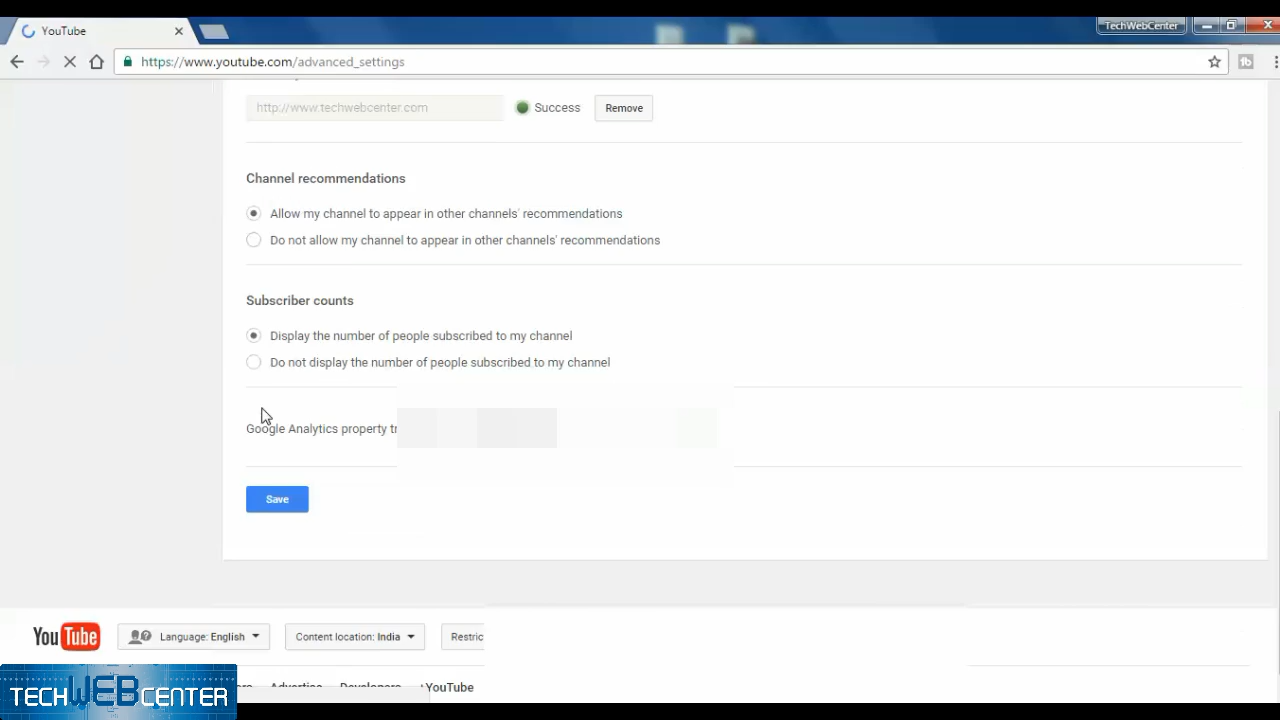 YouTube
TechWebCenter
https://www.youtube.com/advanced_settings
http://www.techwebcenter.com Success Remove
Channel recommendations
Allow my channel to appear in other channels' recommendations
Do not allow my channel to appear in other channels' recommendations
Subscriber counts
Display the number of people subscribed to my channel
Do not display the number of people subscribed to my channel
Google Analytics property tr
Save
YouTube Language: English Content location: India Restric
Advertise Developers +YouTube
TECHWEBCENTER